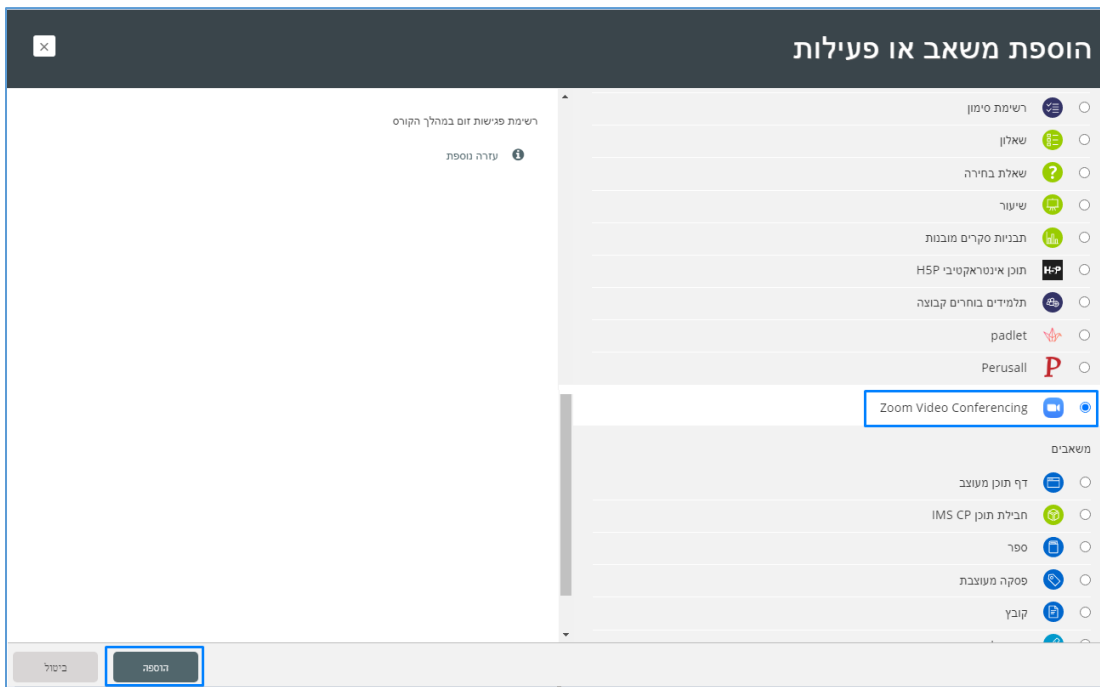 הוספת משאב או פעילות
רשימת סימון
שאלון
שאלת בחירה
שיעור
תבניות סקרים מובנות
תוכן אינטראקטיבי H5P
תלמידים בוחרים קבוצה
padlet
Perusall
Zoom Video Conferencing
משאבים
דף תוכן מעוצב
חבילת תוכן IMS CP
ספר
פסקה מעוצבת
קובץ
רשימת פגישות זום במהלך הקורס
עזרה נוספת
הוספה
ביטול